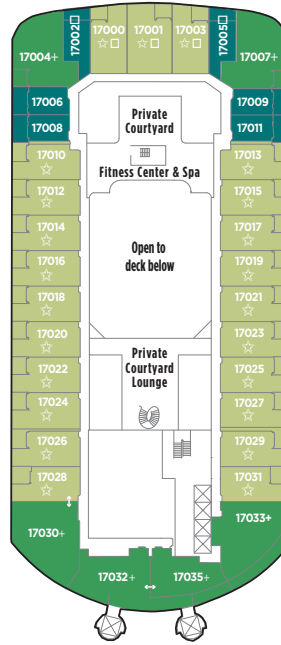 17002□ 17000 17001 17003 17005□
☆□ ☆□ ☆□
17004+ 17007+
17006 17009
Private
Courtyard
17008 17011
17010 17013
☆ ☆
Fitness Center & Spa
17012 17015
☆ ☆
17014 17017
☆ ☆
Open to
deck below
17016 17019
☆ ☆
17018 17021
☆ ☆
17020 17023
☆ ☆
Private
Courtyard
Lounge
17022 17025
☆ ☆
17024 17027
☆ ☆
17026 17029
☆ ☆
17028 17031
☆ ☆
17030+ 17033+
17032+ 17035+